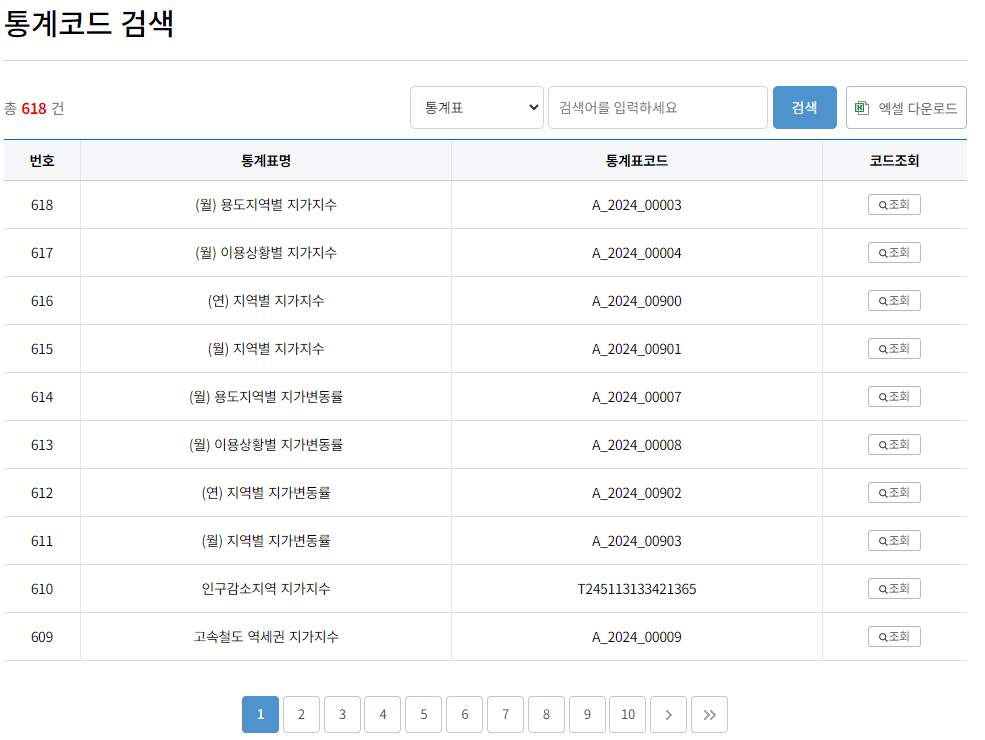 통계코드 검색
총 618 건
통계표
검색어를 입력하세요
검색
엑셀 다운로드
번호 통계표명 통계표코드 코드조회
618 (월) 용도지역별 지가지수 A_2024_00003 조회
617 (월) 이용상황별 지가지수 A_2024_00004 조회
616 (연) 지역별 지가지수 A_2024_00900 조회
615 (월) 지역별 지가지수 A_2024_00901 조회
614 (월) 용도지역별 지가변동률 A_2024_00007 조회
613 (월) 이용상황별 지가변동률 A_2024_00008 조회
612 (연) 지역별 지가변동률 A_2024_00902 조회
611 (월) 지역별 지가변동률 A_2024_00903 조회
610 인구감소지역 지가지수 T245113133421365 조회
609 고속철도 역세권 지가지수 A_2024_00009 조회
1 2 3 4 5 6 7 8 9 10